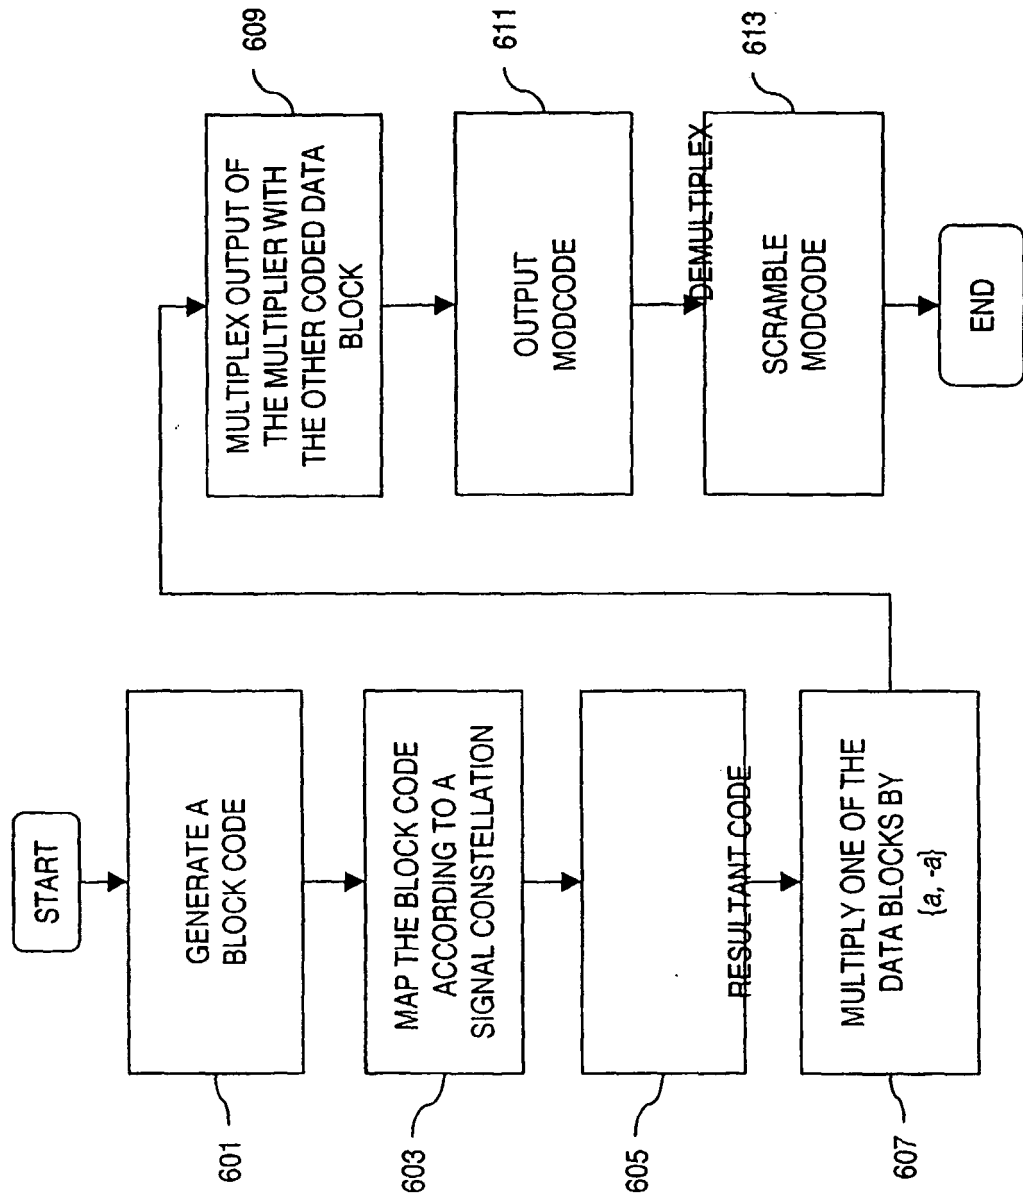 START
GENERATE A
BLOCK CODE
601
MAP THE BLOCK CODE
ACCORDING TO A
SIGNAL CONSTELLATION
603
RESULTANT CODE
605
MULTIPLY ONE OF THE
DATA BLOCKS BY
{a, -a}
607
MULTIPLEX OUTPUT OF
THE MULTIPLIER WITH
THE OTHER CODED DATA
BLOCK
609
OUTPUT
MODCODE
611
DEMULTIPLEX
SCRAMBLE
MODCODE
613
END